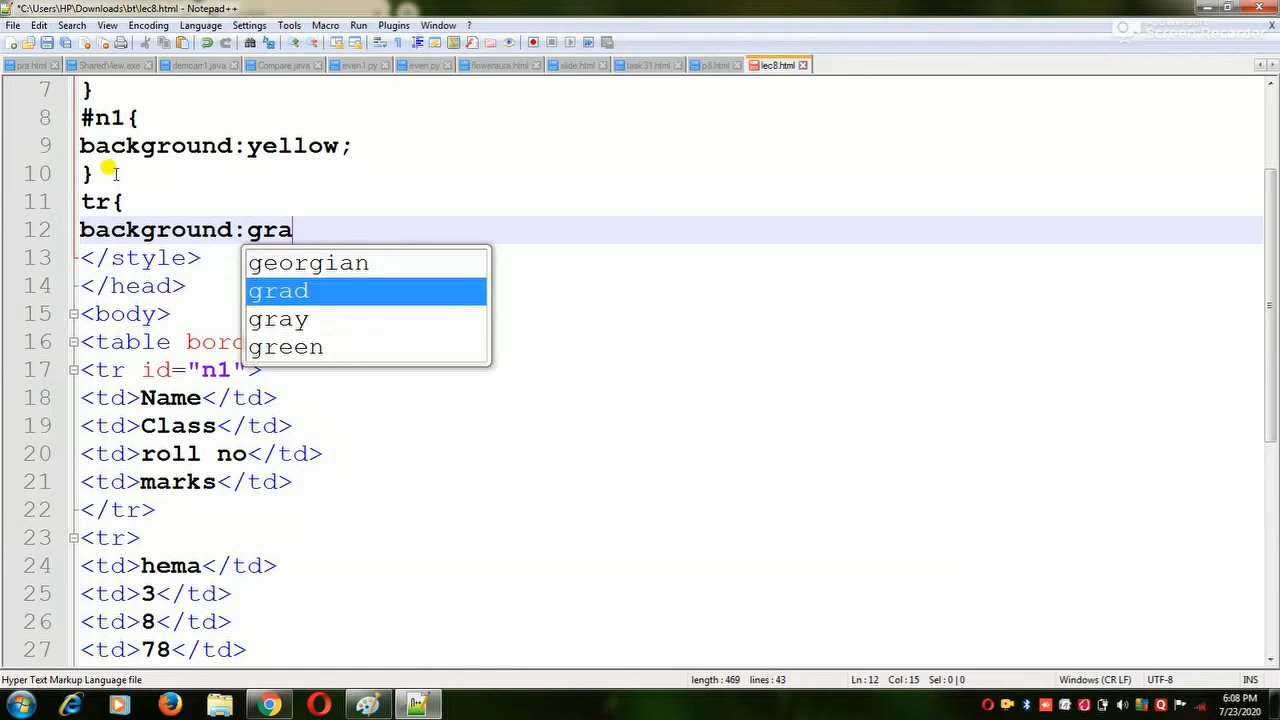 *C:\Users\HP\Downloads\bt\lec8.html - Notepad++
File Edit Search View Encoding Language Settings Tools Macro Run Plugins Window ?
Screen Recorder
pra.html SharedView.exe demoarr1.java Compare.java even1.py even.py flowenaura.html slide.html task31.html p8.html lec8.html
7 }
8 #n1{
9 background:yellow;
10 }
11 tr{
12 background:gra
13 </style>
georgian
14 </head>
grad
15 <body>
gray
16 <table bord
green
17 <tr id="n1">
18 <td>Name</td>
19 <td>Class</td>
20 <td>roll no</td>
21 <td>marks</td>
22 </tr>
23 <tr>
24 <td>hema</td>
25 <td>3</td>
26 <td>8</td>
27 <td>78</td>
Hyper Text Markup Language file length : 469 lines : 43 Ln : 12 Col : 15 Sel : 0 | 0 Windows (CR LF) UTF-8 INS
6:08 PM
7/23/2020